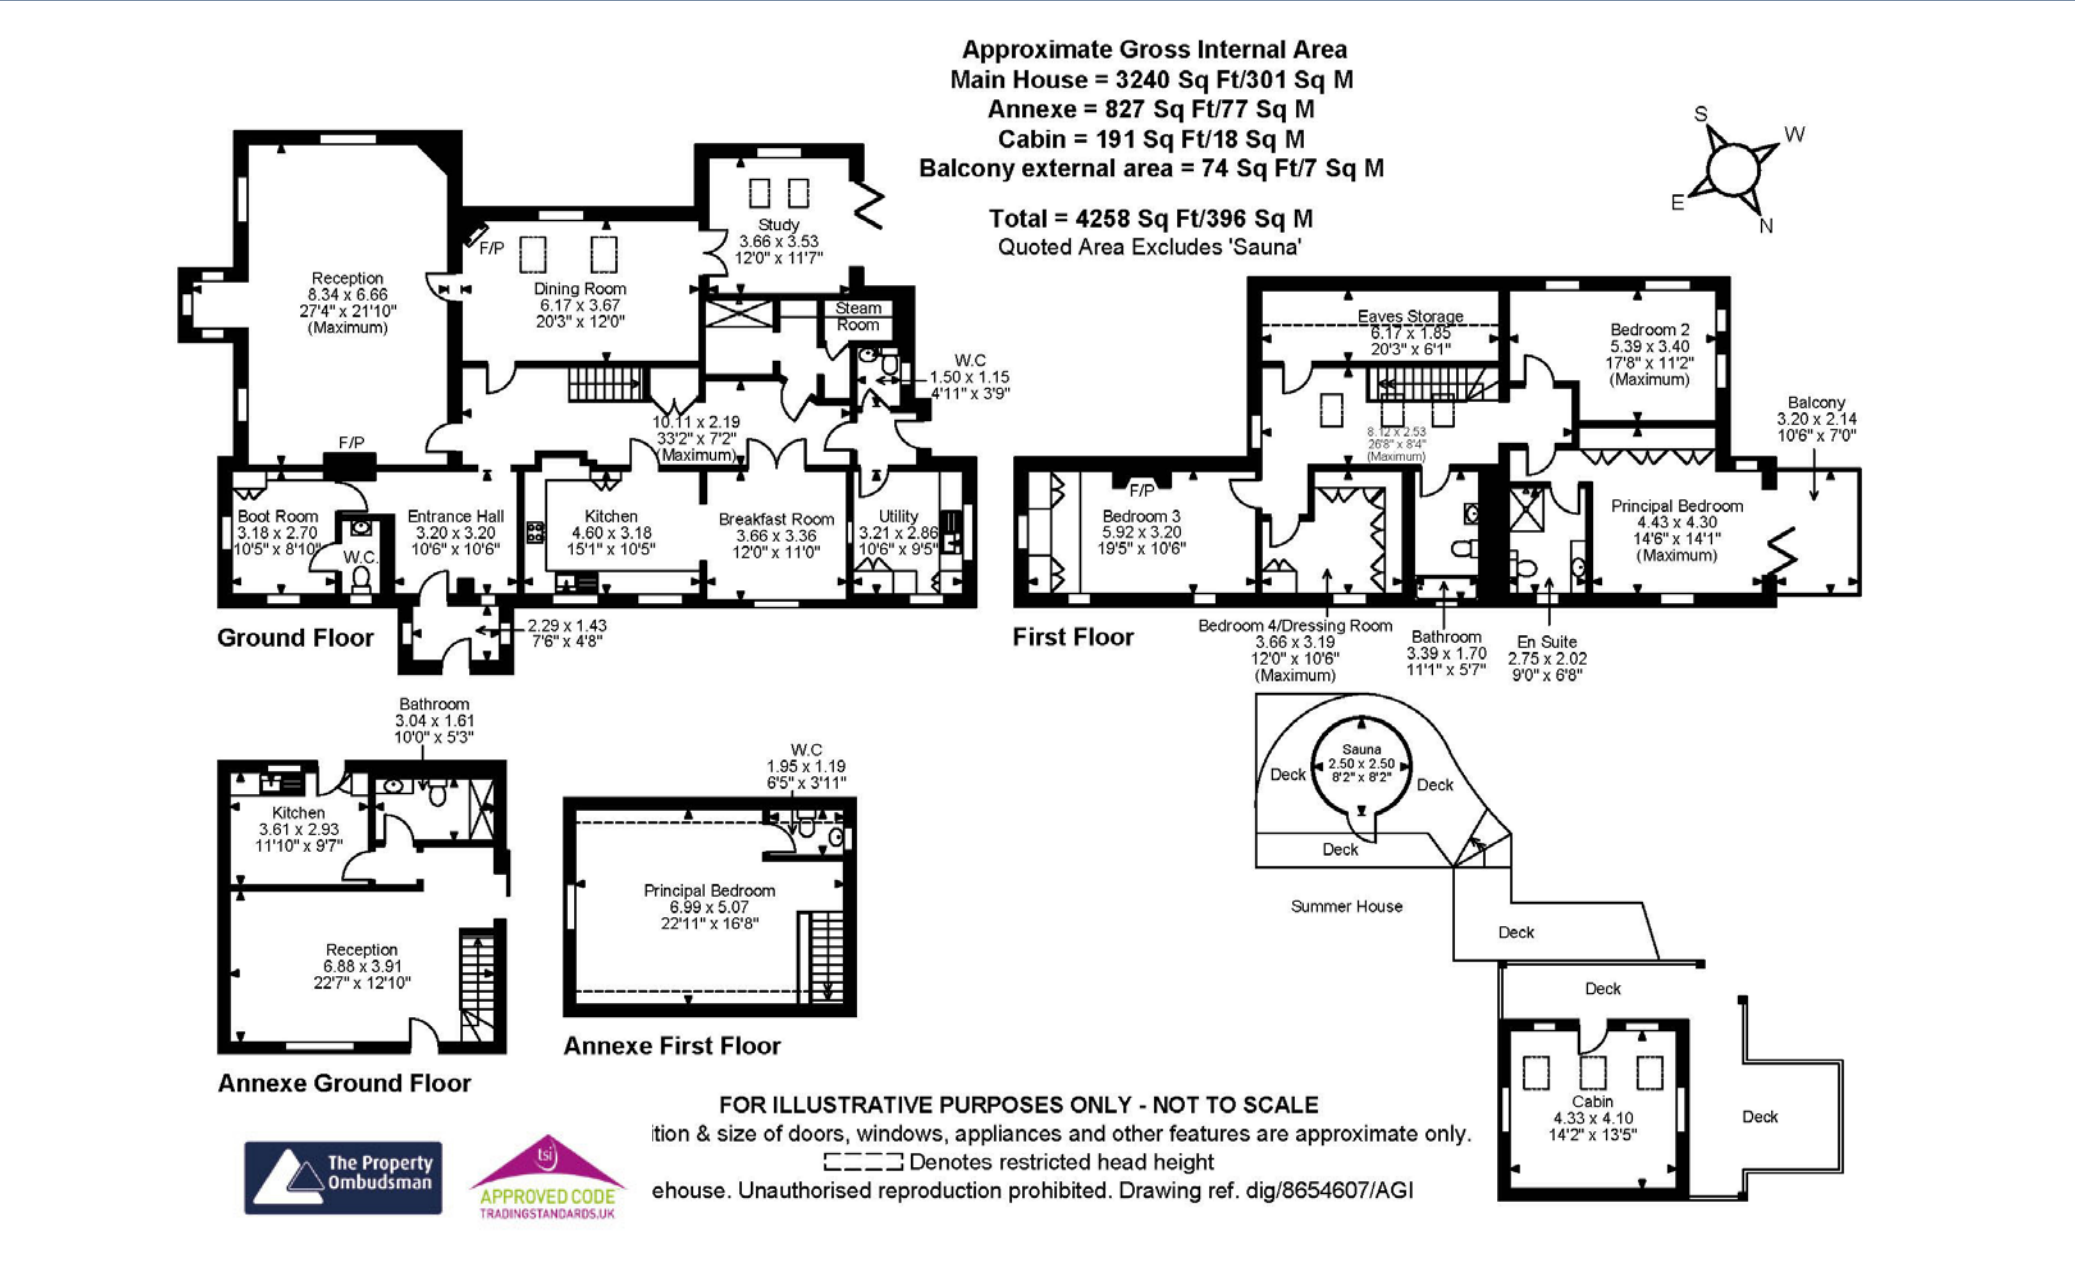 Approximate Gross Internal Area
Main House = 3240 Sq Ft/301 Sq M
Annexe = 827 Sq Ft/77 Sq M
Cabin = 191 Sq Ft/18 Sq M
Balcony external area = 74 Sq Ft/7 Sq M
Total = 4258 Sq Ft/396 Sq M
Quoted Area Excludes 'Sauna'
S
W
E
N
Reception
8.34 x 6.66
27'4" x 21'10"
(Maximum)
F/P
F/P
Dining Room
6.17 x 3.67
20'3" x 12'0"
Study
3.66 x 3.53
12'0" x 11'7"
Steam
Room
W.C
1.50 x 1.15
4'11" x 3'9"
10.11 x 2.19
33'2" x 7'2"
(Maximum)
Boot Room
3.18 x 2.70
10'5" x 8'10"
W.C.
Entrance Hall
3.20 x 3.20
10'6" x 10'6"
Kitchen
4.60 x 3.18
15'1" x 10'5"
Breakfast Room
3.66 x 3.36
12'0" x 11'0"
Utility
3.21 x 2.86
10'6" x 9'5"
2.29 x 1.43
7'6" x 4'8"
Ground Floor
Eaves Storage
6.17 x 1.85
20'3" x 6'1"
Bedroom 2
5.39 x 3.40
17'8" x 11'2"
(Maximum)
Balcony
3.20 x 2.14
10'6" x 7'0"
8.12 x 2.53
26'8" x 8'4"
(Maximum)
F/P
Bedroom 3
5.92 x 3.20
19'5" x 10'6"
Principal Bedroom
4.43 x 4.30
14'6" x 14'1"
(Maximum)
Bedroom 4/Dressing Room
3.66 x 3.19
12'0" x 10'6"
(Maximum)
Bathroom
3.39 x 1.70
11'1" x 5'7"
En Suite
2.75 x 2.02
9'0" x 6'8"
First Floor
Bathroom
3.04 x 1.61
10'0" x 5'3"
Kitchen
3.61 x 2.93
11'10" x 9'7"
Reception
6.88 x 3.91
22'7" x 12'10"
Annexe Ground Floor
W.C
1.95 x 1.19
6'5" x 3'11"
Principal Bedroom
6.99 x 5.07
22'11" x 16'8"
Annexe First Floor
Sauna
2.50 x 2.50
8'2" x 8'2"
Deck
Deck
Deck
Summer House
Deck
Deck
Cabin
4.33 x 4.10
14'2" x 13'5"
Deck
FOR ILLUSTRATIVE PURPOSES ONLY - NOT TO SCALE
ition & size of doors, windows, appliances and other features are approximate only.
Denotes restricted head height
ehouse. Unauthorised reproduction prohibited. Drawing ref. dig/8654607/AGI
The Property
Ombudsman
tsi
APPROVED CODE
TRADINGSTANDARDS.UK